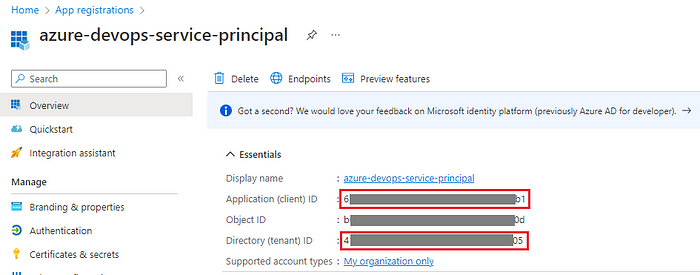 Home > App registrations >
azure-devops-service-principal
Search
Delete
Endpoints
Preview features
Overview
Got a second? We would love your feedback on Microsoft identity platform (previously Azure AD for developer).
Quickstart
Integration assistant
Essentials
Manage
Display name : azure-devops-service-principal
Application (client) ID : 6 b1
Branding & properties
Object ID : b 0d
Authentication
Directory (tenant) ID : 4 05
Certificates & secrets
Supported account types : My organization only